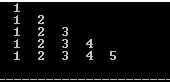 1
1 2
1 2 3
1 2 3 4
1 2 3 4 5
--------------------